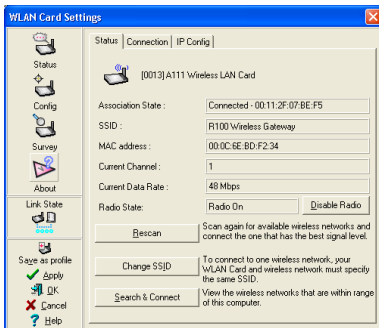 WLAN Card Settings
Status
Config
Survey
About
Link State
Save as profile
Apply
OK
Cancel
Help
Status Connection IP Config
[0013] A111 Wireless LAN Card
Association State : Connected - 00:11:2F:07:BE:F5
SSID : R100 Wireless Gateway
MAC address : 00:0C:6E:BD:F2:34
Current Channel : 1
Current Data Rate : 48 Mbps
Radio State: Radio On Disable Radio
Rescan
Scan again for available wireless networks and
connect the one that has the best signal level.
Change SSID
To connect to one wireless network, your
WLAN Card and wireless network must specify
the same SSID.
Search & Connect
View the wireless networks that are within range
of this computer.